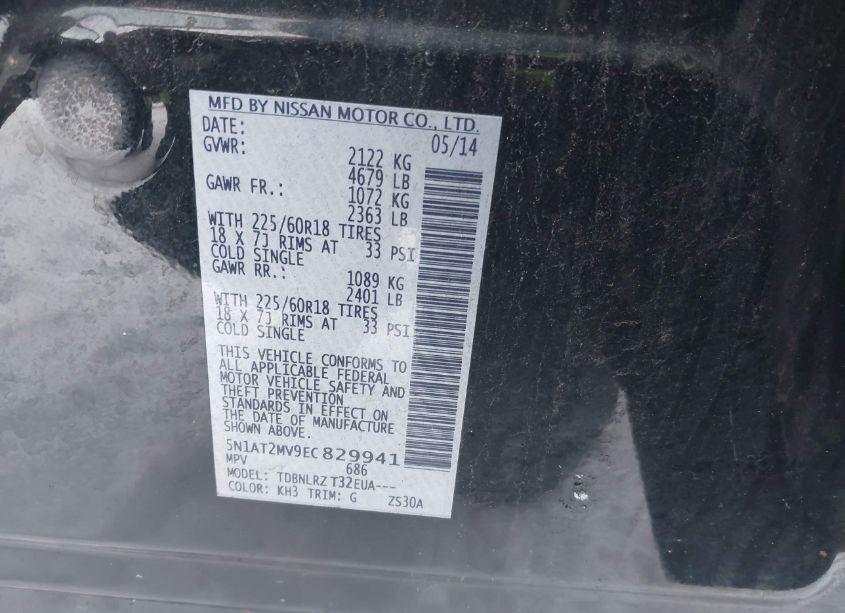 MFD BY NISSAN MOTOR CO., LTD.
DATE: 05/14
GVWR: 2122 KG
4679 LB
GAWR FR.: 1072 KG
2363 LB
WITH 225/60R18 TIRES
18 X 7J RIMS AT 33 PSI
COLD SINGLE
GAWR RR.: 1089 KG
2401 LB
WITH 225/60R18 TIRES
18 X 7J RIMS AT 33 PSI
COLD SINGLE
THIS VEHICLE CONFORMS TO
ALL APPLICABLE FEDERAL
MOTOR VEHICLE SAFETY AND
THEFT PREVENTION
STANDARDS IN EFFECT ON
THE DATE OF MANUFACTURE
SHOWN ABOVE.
5N1AT2MV9EC829941
MPV 686
MODEL: TDBNLRZ T32EUA---
COLOR: KH3 TRIM: G ZS30A